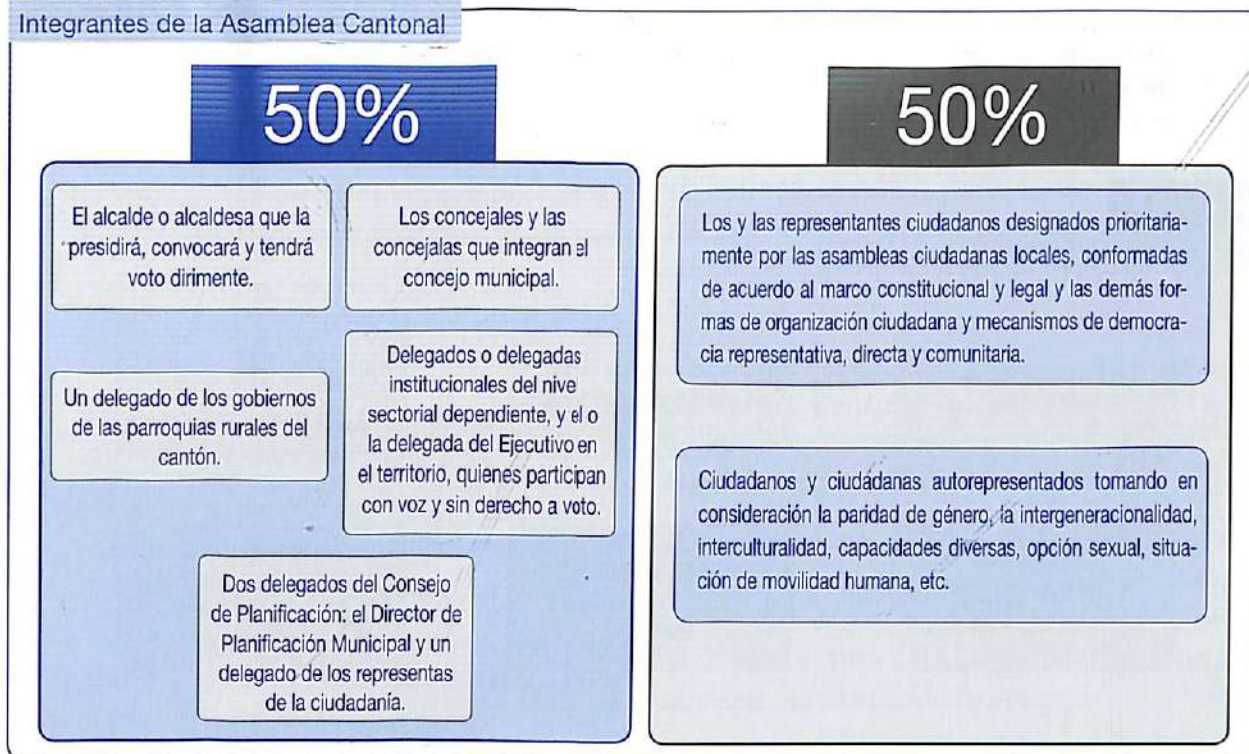 Integrantes de la Asamblea Cantonal
50%
El alcalde o alcaldesa que la
presidirá, convocará y tendrá
voto dirimente.
Los concejales y las
concejalas que integran el
concejo municipal.
Un delegado de los gobiernos
de las parroquias rurales del
cantón.
Delegados o delegadas
institucionales del nive
sectorial dependiente, y el o
la delegada del Ejecutivo en
el territorio, quienes participan
con voz y sin derecho a voto.
Dos delegados del Consejo
de Planificación: el Director de
Planificación Municipal y un
delegado de los represen­tas
de la ciudadanía.
50%
Los y las representantes ciudadanos designados prioritaria-
mente por las asambleas ciudadanas locales, conformadas
de acuerdo al marco constitucional y legal y las demás for-
mas de organización ciudadana y mecanismos de democra-
cia representativa, directa y comunitaria.
Ciudadanos y ciudadanas autorepresentados tomando en
consideración la paridad de género, la intergeneracionalidad,
interculturalidad, capacidades diversas, opción sexual, situa-
ción de movilidad humana, etc.